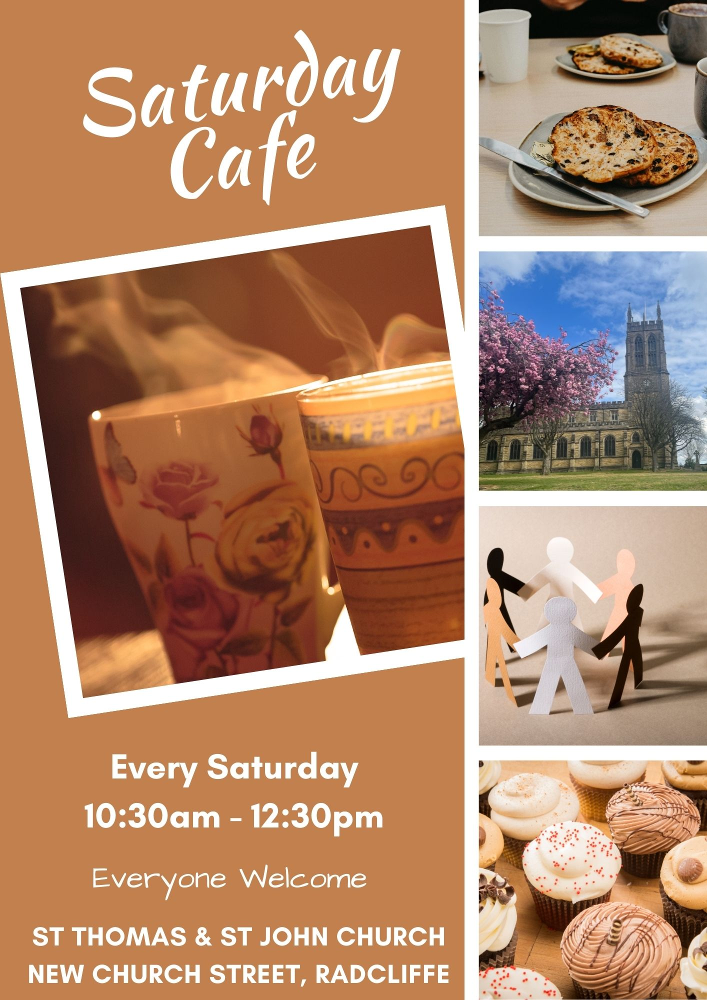 Saturday
Cafe
Every Saturday
10:30am - 12:30pm
Everyone Welcome
ST THOMAS & ST JOHN CHURCH
NEW CHURCH STREET, RADCLIFFE